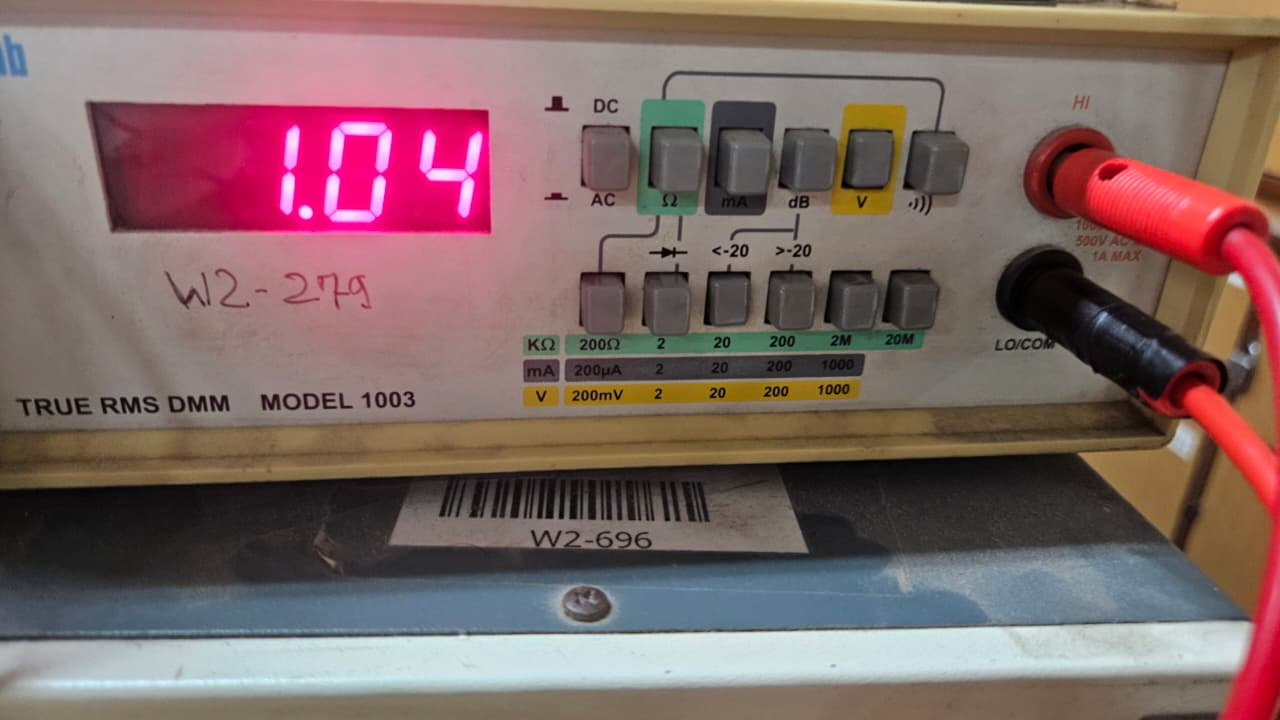 1.04
W2-279
TRUE RMS DMM MODEL 1003
DC
AC Ω mA dB V •)))
<-20 >-20
KΩ 200Ω 2 20 200 2M 20M
mA 200µA 2 20 200 1000
V 200mV 2 20 200 1000
HI
500V AC
1A MAX
LO/COM
W2-696